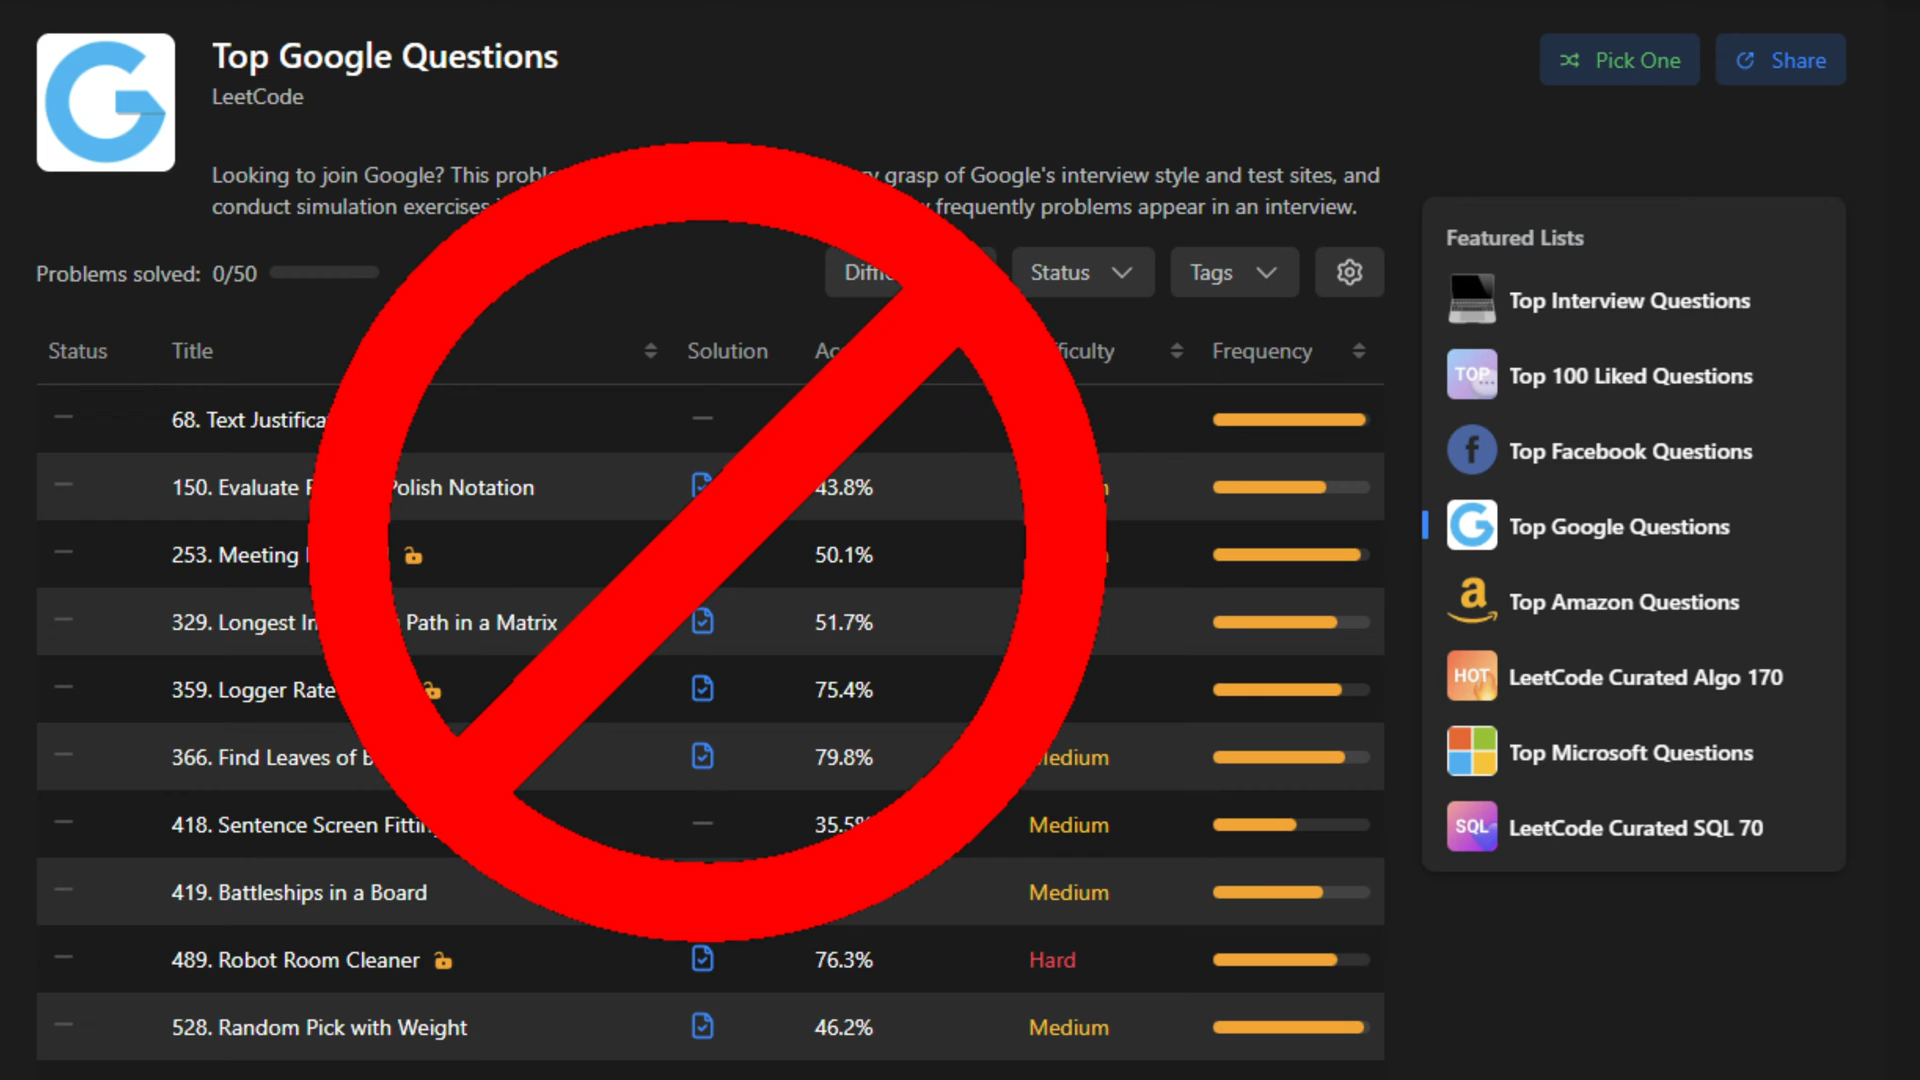 Top Google Questions
LeetCode
Pick One
Share
Looking to join Google? This grasp of Google's interview style and test sites, and
conduct simulation exercises frequently problems appear in an interview.
Problems solved: 0/50
Status
Tags
Status Title Solution Frequency
68. Text
150. Evaluate Polish Notation 43.8%
253. Meeting 50.1%
329. Longest Path in a Matrix 51.7%
359. Logger Rate 75.4%
366. Find Leaves of 79.8%
418. Sentence Screen Medium
419. Battleships in a Board Medium
489. Robot Room Cleaner 76.3% Hard
528. Random Pick with Weight 46.2% Medium
Featured Lists
Top Interview Questions
TOP Top 100 Liked Questions
f Top Facebook Questions
G Top Google Questions
a Top Amazon Questions
HOT LeetCode Curated Algo 170
Top Microsoft Questions
SQL LeetCode Curated SQL 70